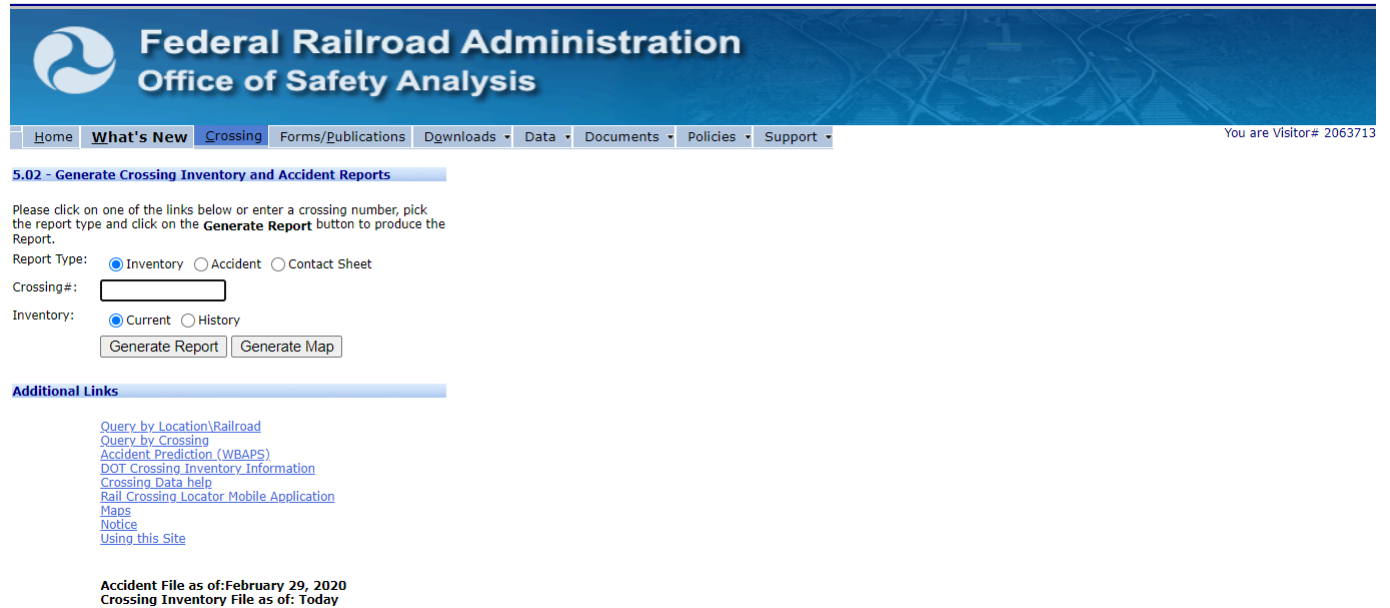 Federal Railroad Administration
Office of Safety Analysis
Home What's New Crossing Forms/Publications Downloads Data Documents Policies Support
You are Visitor# 2063713
5.02 - Generate Crossing Inventory and Accident Reports
Please click on one of the links below or enter a crossing number, pick
the report type and click on the Generate Report button to produce the
Report.
Report Type: Inventory Accident Contact Sheet
Crossing#:
Inventory: Current History
Generate Report Generate Map
Additional Links
Query by Location\Railroad
Query by Crossing
Accident Prediction (WBAPS)
DOT Crossing Inventory Information
Crossing Data help
Rail Crossing Locator Mobile Application
Maps
Notice
Using this Site
Accident File as of:February 29, 2020
Crossing Inventory File as of: Today